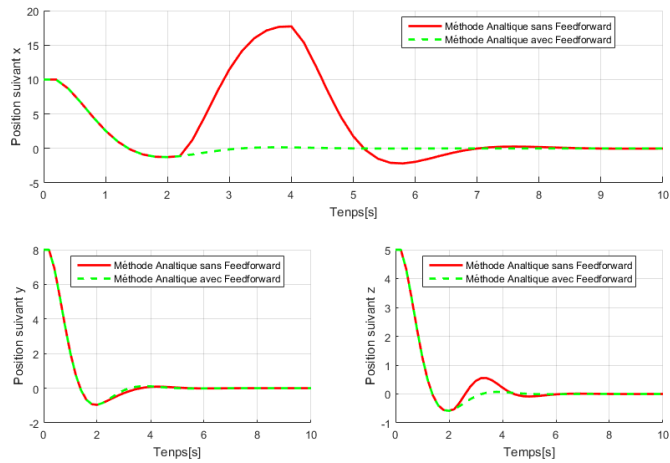 20
15
10
5
0
-5
Position suivant x
Méthode Analtique sans Feedforward
Méthode Analtique avec Feedforward
0 1 2 3 4 5 6 7 8 9 10
Tenps[s]
8
6
4
2
0
-2
Position suivant y
Méthode Analtique sans Feedforward
Méthode Analtique avec Feedforward
0 2 4 6 8 10
Tenps[s]
5
4
3
2
1
0
-1
Position suivant z
Méthode Analtique sans Feedforward
Méthode Analtique avec Feedforward
0 2 4 6 8 10
Tenps[s]